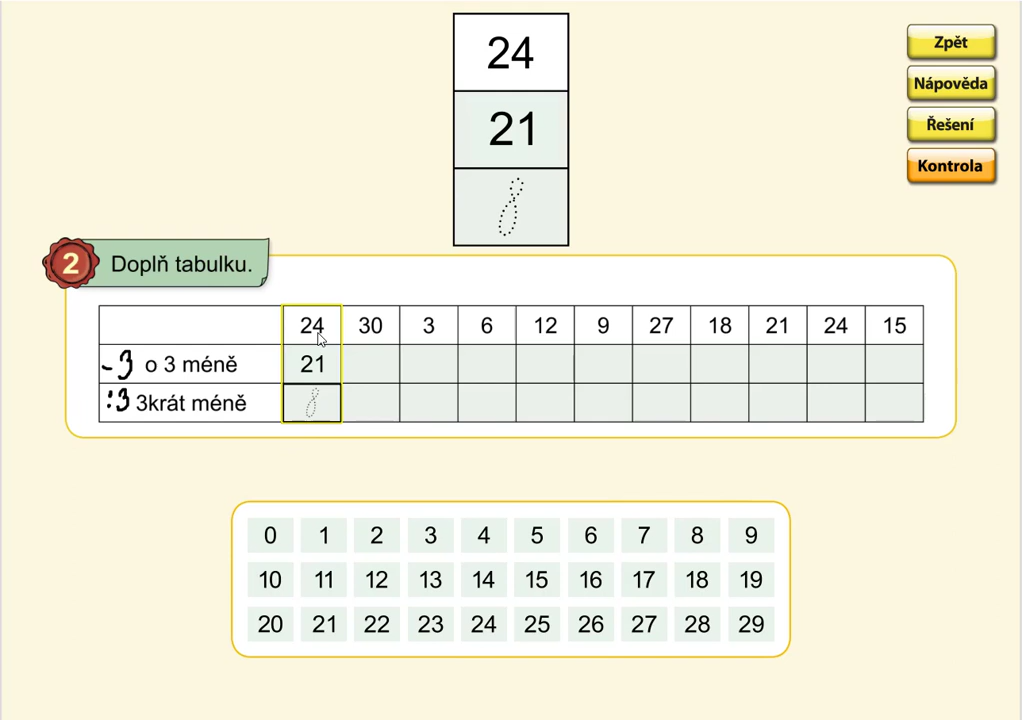 24
21
8
Zpět
Nápověda
Řešení
Kontrola
2 Doplň tabulku.
24 30 3 6 12 9 27 18 21 24 15
-3 o 3 méně 21
:3 3krát méně 8
0 1 2 3 4 5 6 7 8 9
10 11 12 13 14 15 16 17 18 19
20 21 22 23 24 25 26 27 28 29